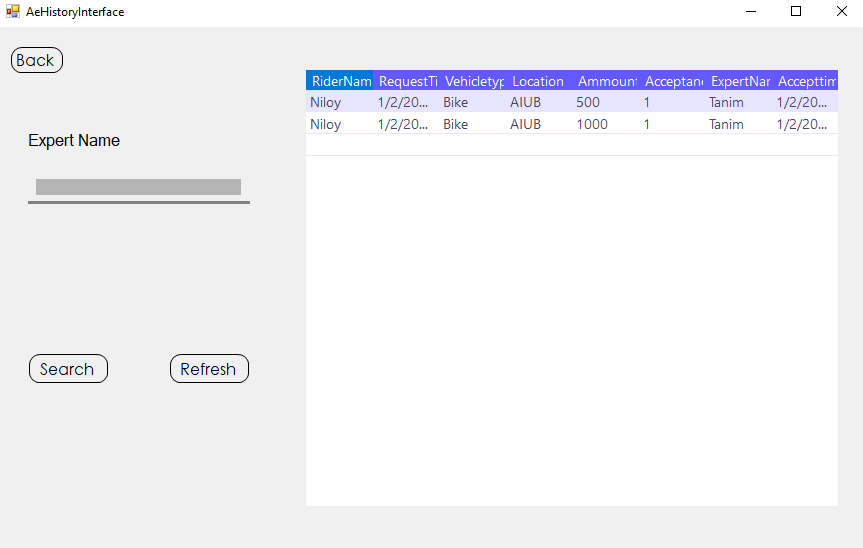 AeHistoryInterface
Back
Expert Name
Search
Refresh
RiderNam RequestTi Vehicletyp Location Ammount Acceptanc ExpertNar Accepttim
Niloy 1/2/20... Bike AIUB 500 1 Tanim 1/2/20...
Niloy 1/2/20... Bike AIUB 1000 1 Tanim 1/2/20...